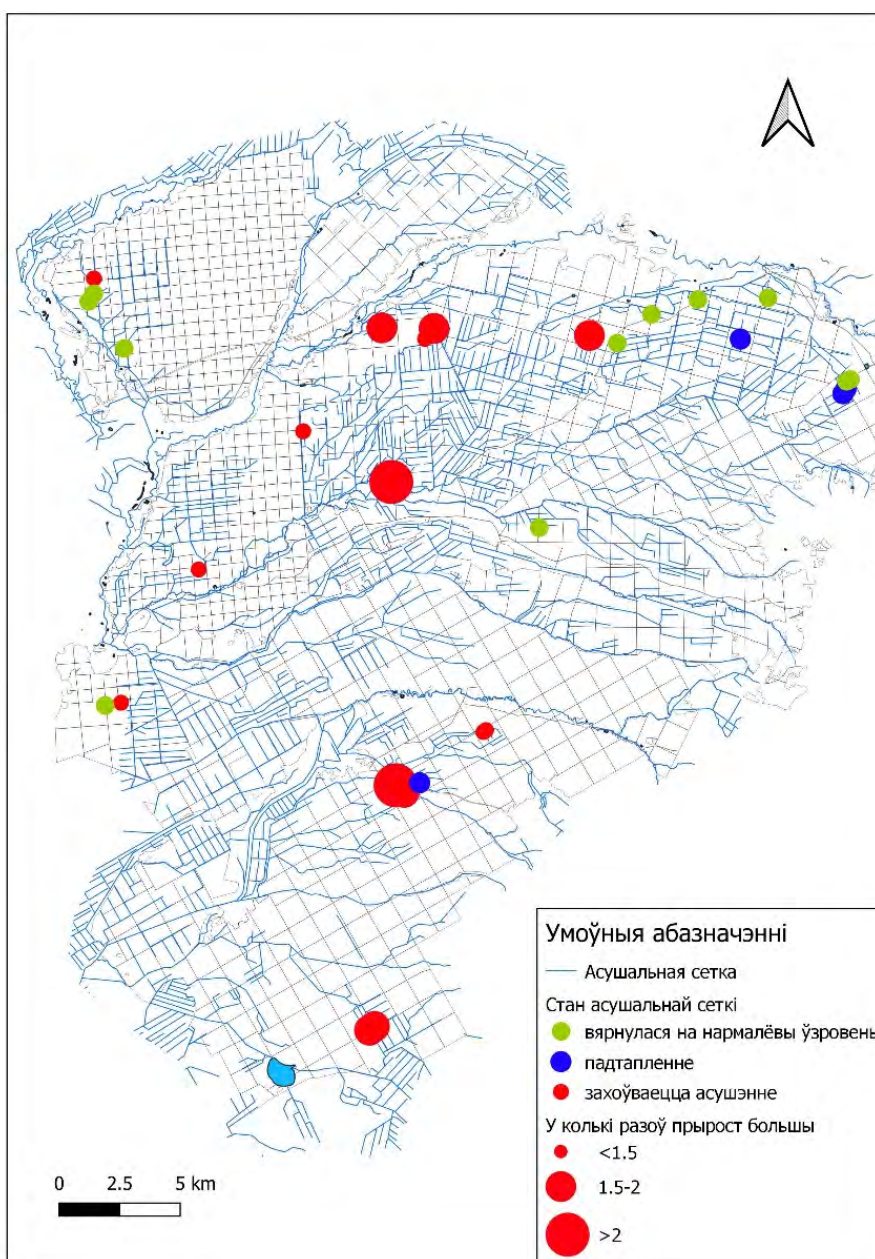 Умоўныя абазначэнні
Асушальная сетка
Стан асушальнай сеткі
вярнулася на нармалёвы ўзровень
падтапленне
захоўваецца асушэнне
У колькі разоў прырост большы
<1.5
1.5-2
>2
0 2.5 5 km